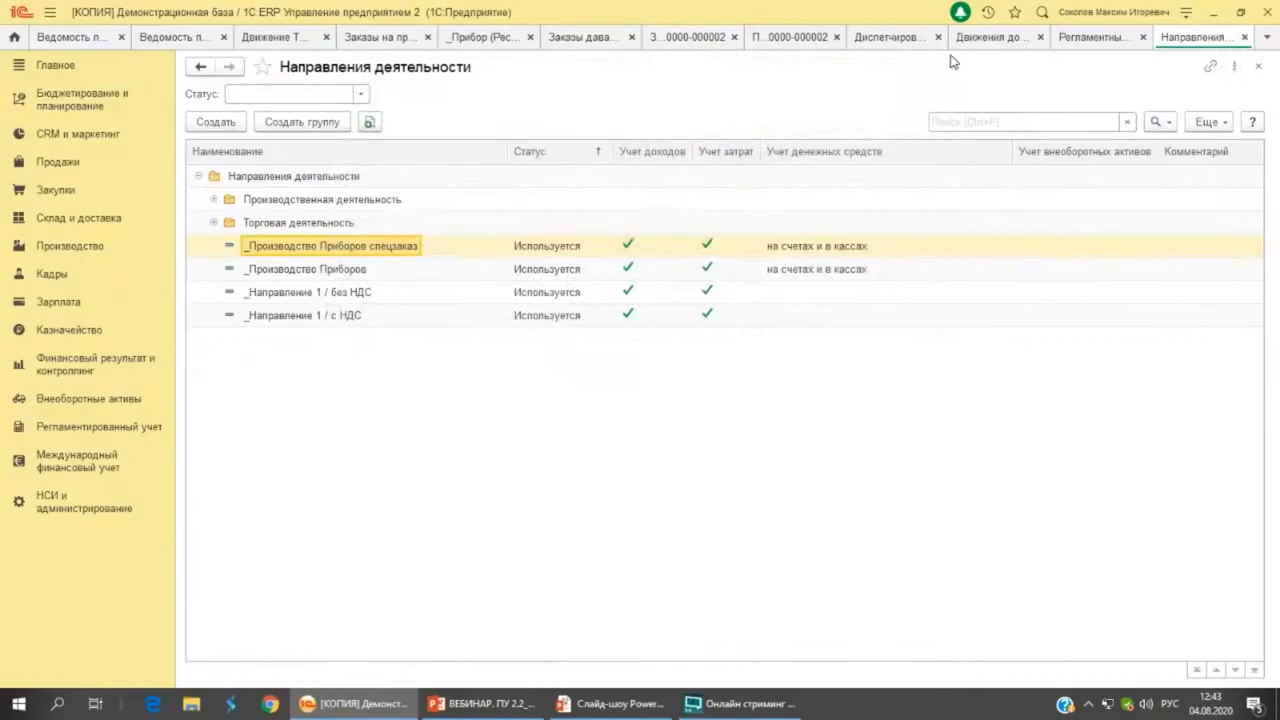 [КОПИЯ] Демонстрационная база / 1С:ERP Управление предприятием 2 (1С:Предприятие)
Соколов Максим Игоревич
Ведомость п...
Ведомость п...
Движение Т...
Заказы на пр...
_Прибор (Рес...
Заказы дава...
З...0000-000002
П...0000-000002
Диспетчиров...
Движения до...
Регламентны...
Направления...
Главное
Бюджетирование и
планирование
CRM и маркетинг
Продажи
Закупки
Склад и доставка
Производство
Кадры
Зарплата
Казначейство
Финансовый результат и
контроллинг
Внеоборотные активы
Регламентированный учет
Международный
финансовый учет
НСИ и
администрирование
Направления деятельности
Статус:
Создать
Создать группу
Поиск (Ctrl+F)
Еще
?
Наименование
Статус
Учет доходов
Учет затрат
Учет денежных средств
Учет внеоборотных активов
Комментарий
Направления деятельности
Производственная деятельность
Торговая деятельность
_Производство Приборов спецзаказ
Используется
на счетах и в кассах
_Производство Приборов
Используется
на счетах и в кассах
_Направление 1 / без НДС
Используется
_Направление 1 / с НДС
Используется
[КОПИЯ] Демонст...
ВЕБИНАР. ПУ 2.2_...
Слайд-шоу Power...
Онлайн стриминг ...
РУС
12:43
04.08.2020